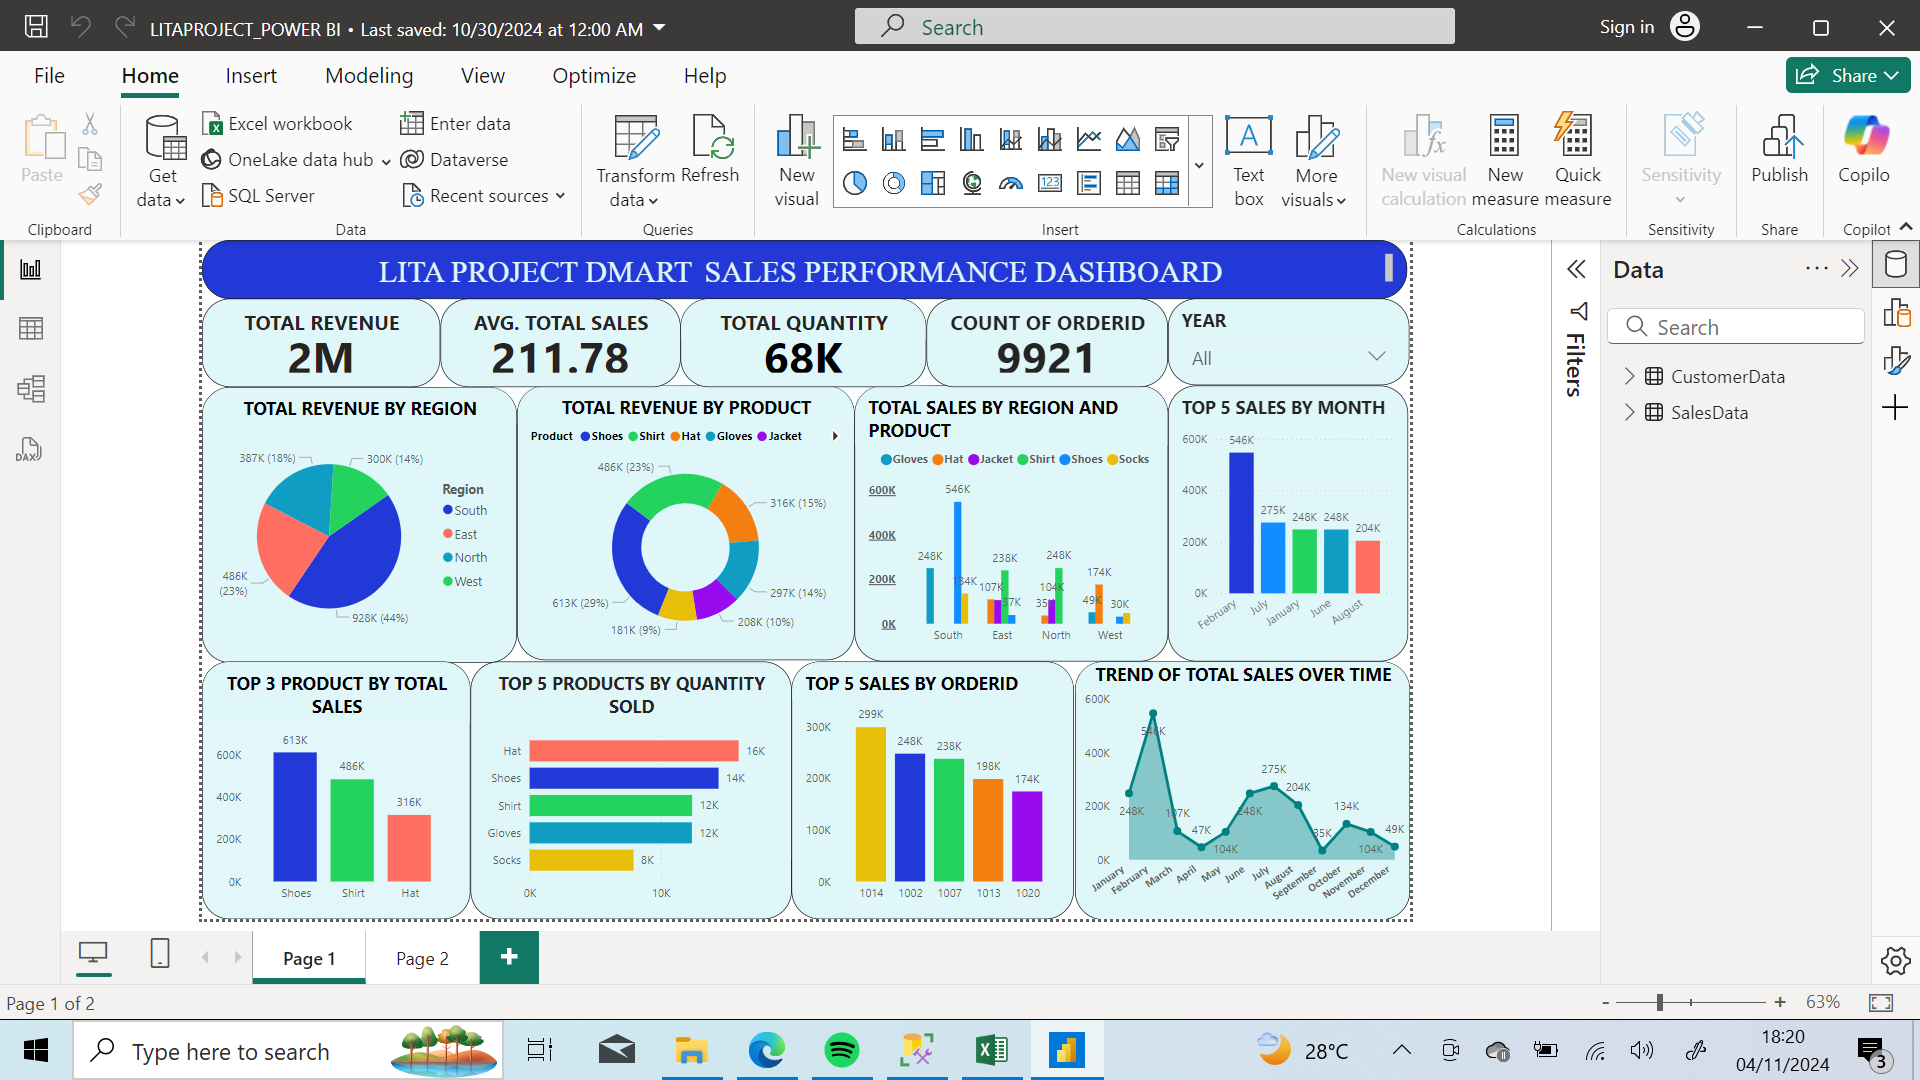 LITAPROJECT_POWER BI • Last saved: 10/30/2024 at 12:00 AM
Search
Sign in
File
Home
Insert
Modeling
View
Optimize
Help
Share
Paste
Clipboard
Get data
Excel workbook
OneLake data hub
SQL Server
Enter data
Dataverse
Recent sources
Data
Transform data
Refresh
Queries
New visual
123
Text box
More visuals
Insert
New visual calculation
New measure
Quick measure
Calculations
Sensitivity
Sensitivity
Publish
Share
Copilo
Copilot
LITA PROJECT DMART SALES PERFORMANCE DASHBOARD
TOTAL REVENUE
2M
AVG. TOTAL SALES
211.78
TOTAL QUANTITY
68K
COUNT OF ORDERID
9921
YEAR
All
TOTAL REVENUE BY REGION
387K (18%)
300K (14%)
486K (23%)
928K (44%)
Region
South
East
North
West
TOTAL REVENUE BY PRODUCT
Product Shoes Shirt Hat Gloves Jacket
486K (23%)
316K (15%)
297K (14%)
208K (10%)
181K (9%)
613K (29%)
TOTAL SALES BY REGION AND PRODUCT
Gloves Hat Jacket Shirt Shoes Socks
600K
400K
200K
0K
248K
546K
134K
107K
238K
37K
35K
104K
248K
49K
174K
30K
South East North West
TOP 5 SALES BY MONTH
600K
400K
200K
0K
546K
275K
248K
248K
204K
February July January June August
TOP 3 PRODUCT BY TOTAL SALES
600K
400K
200K
0K
613K
486K
316K
Shoes Shirt Hat
TOP 5 PRODUCTS BY QUANTITY SOLD
Hat 16K
Shoes 14K
Shirt 12K
Gloves 12K
Socks 8K
0K 10K
TOP 5 SALES BY ORDERID
300K
200K
100K
0K
299K
248K
238K
198K
174K
1014 1002 1007 1013 1020
TREND OF TOTAL SALES OVER TIME
600K
400K
200K
0K
248K
546K
107K
47K
104K
248K
275K
204K
35K
134K
104K
49K
January February March April May June July August September October November December
Filters
Data
Search
CustomerData
SalesData
DAX
Page 1
Page 2
Page 1 of 2
63%
Type here to search
28°C
18:20
04/11/2024
3